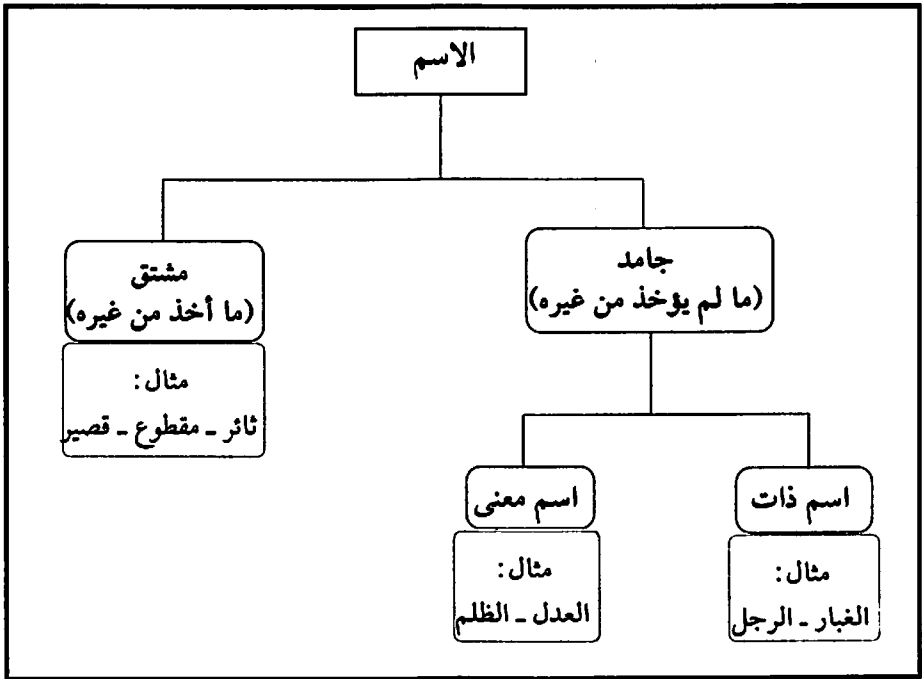 الاسم
جامد
(ما لم يؤخذ من غيره)
مشتق
(ما أخذ من غيره)
مثال:
ثائر ـ مقطوع ـ قصير
اسم ذات
مثال:
الغبار ـ الرجل
اسم معنى
مثال:
العدل ـ الظلم